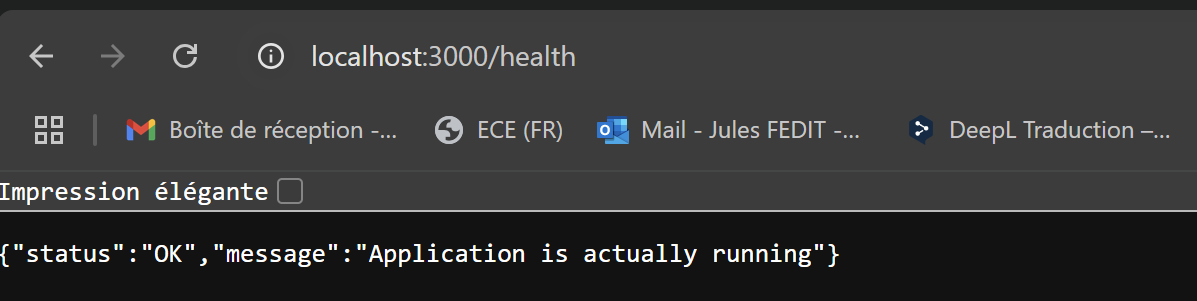 localhost:3000/health
Boîte de réception -... ECE (FR) Mail - Jules FEDIT -... DeepL Traduction –...
Impression élégante
{"status":"OK","message":"Application is actually running"}